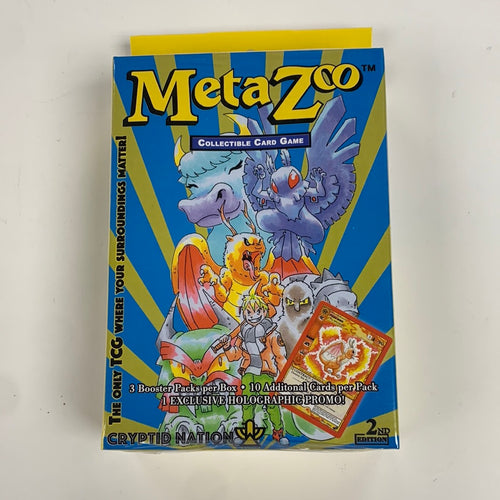 MetaZoo™
COLLECTIBLE CARD GAME
THE ONLY TCG WHERE YOUR SURROUNDINGS MATTER!
3 Booster Packs per Box • 10 Additonal Cards per Pack
1 EXCLUSIVE HOLOGRAPHIC PROMO!
CRYPTID NATION
2ND
EDITION